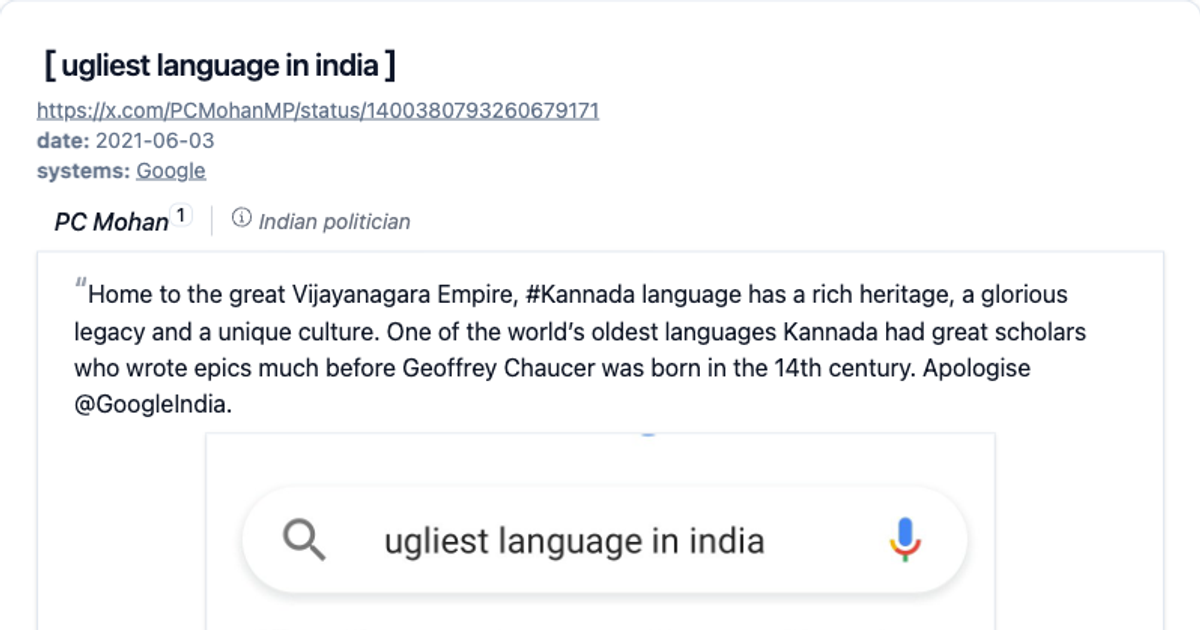 [ ugliest language in india ]
https://x.com/PCMohanMP/status/1400380793260679171
date: 2021-06-03
systems: Google
PC Mohan 1 Indian politician
“Home to the great Vijayanagara Empire, #Kannada language has a rich heritage, a glorious
legacy and a unique culture. One of the world’s oldest languages Kannada had great scholars
who wrote epics much before Geoffrey Chaucer was born in the 14th century. Apologise
@GoogleIndia.
ugliest language in india